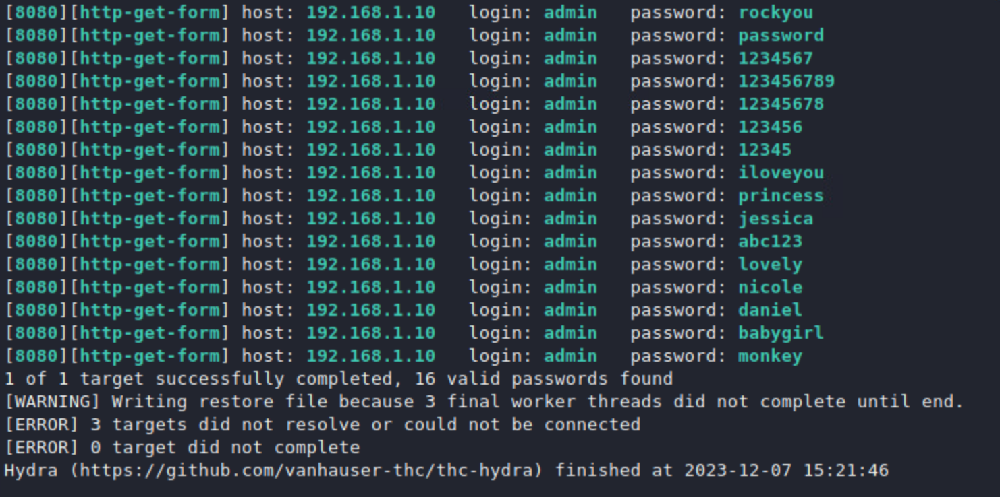 [8080][http-get-form] host: 192.168.1.10   login: admin   password: rockyou
[8080][http-get-form] host: 192.168.1.10   login: admin   password: password
[8080][http-get-form] host: 192.168.1.10   login: admin   password: 1234567
[8080][http-get-form] host: 192.168.1.10   login: admin   password: 123456789
[8080][http-get-form] host: 192.168.1.10   login: admin   password: 12345678
[8080][http-get-form] host: 192.168.1.10   login: admin   password: 123456
[8080][http-get-form] host: 192.168.1.10   login: admin   password: 12345
[8080][http-get-form] host: 192.168.1.10   login: admin   password: iloveyou
[8080][http-get-form] host: 192.168.1.10   login: admin   password: princess
[8080][http-get-form] host: 192.168.1.10   login: admin   password: jessica
[8080][http-get-form] host: 192.168.1.10   login: admin   password: abc123
[8080][http-get-form] host: 192.168.1.10   login: admin   password: lovely
[8080][http-get-form] host: 192.168.1.10   login: admin   password: nicole
[8080][http-get-form] host: 192.168.1.10   login: admin   password: daniel
[8080][http-get-form] host: 192.168.1.10   login: admin   password: babygirl
[8080][http-get-form] host: 192.168.1.10   login: admin   password: monkey
1 of 1 target successfully completed, 16 valid passwords found
[WARNING] Writing restore file because 3 final worker threads did not complete until end.
[ERROR] 3 targets did not resolve or could not be connected
[ERROR] 0 target did not complete
Hydra (https://github.com/vanhauser-thc/thc-hydra) finished at 2023-12-07 15:21:46